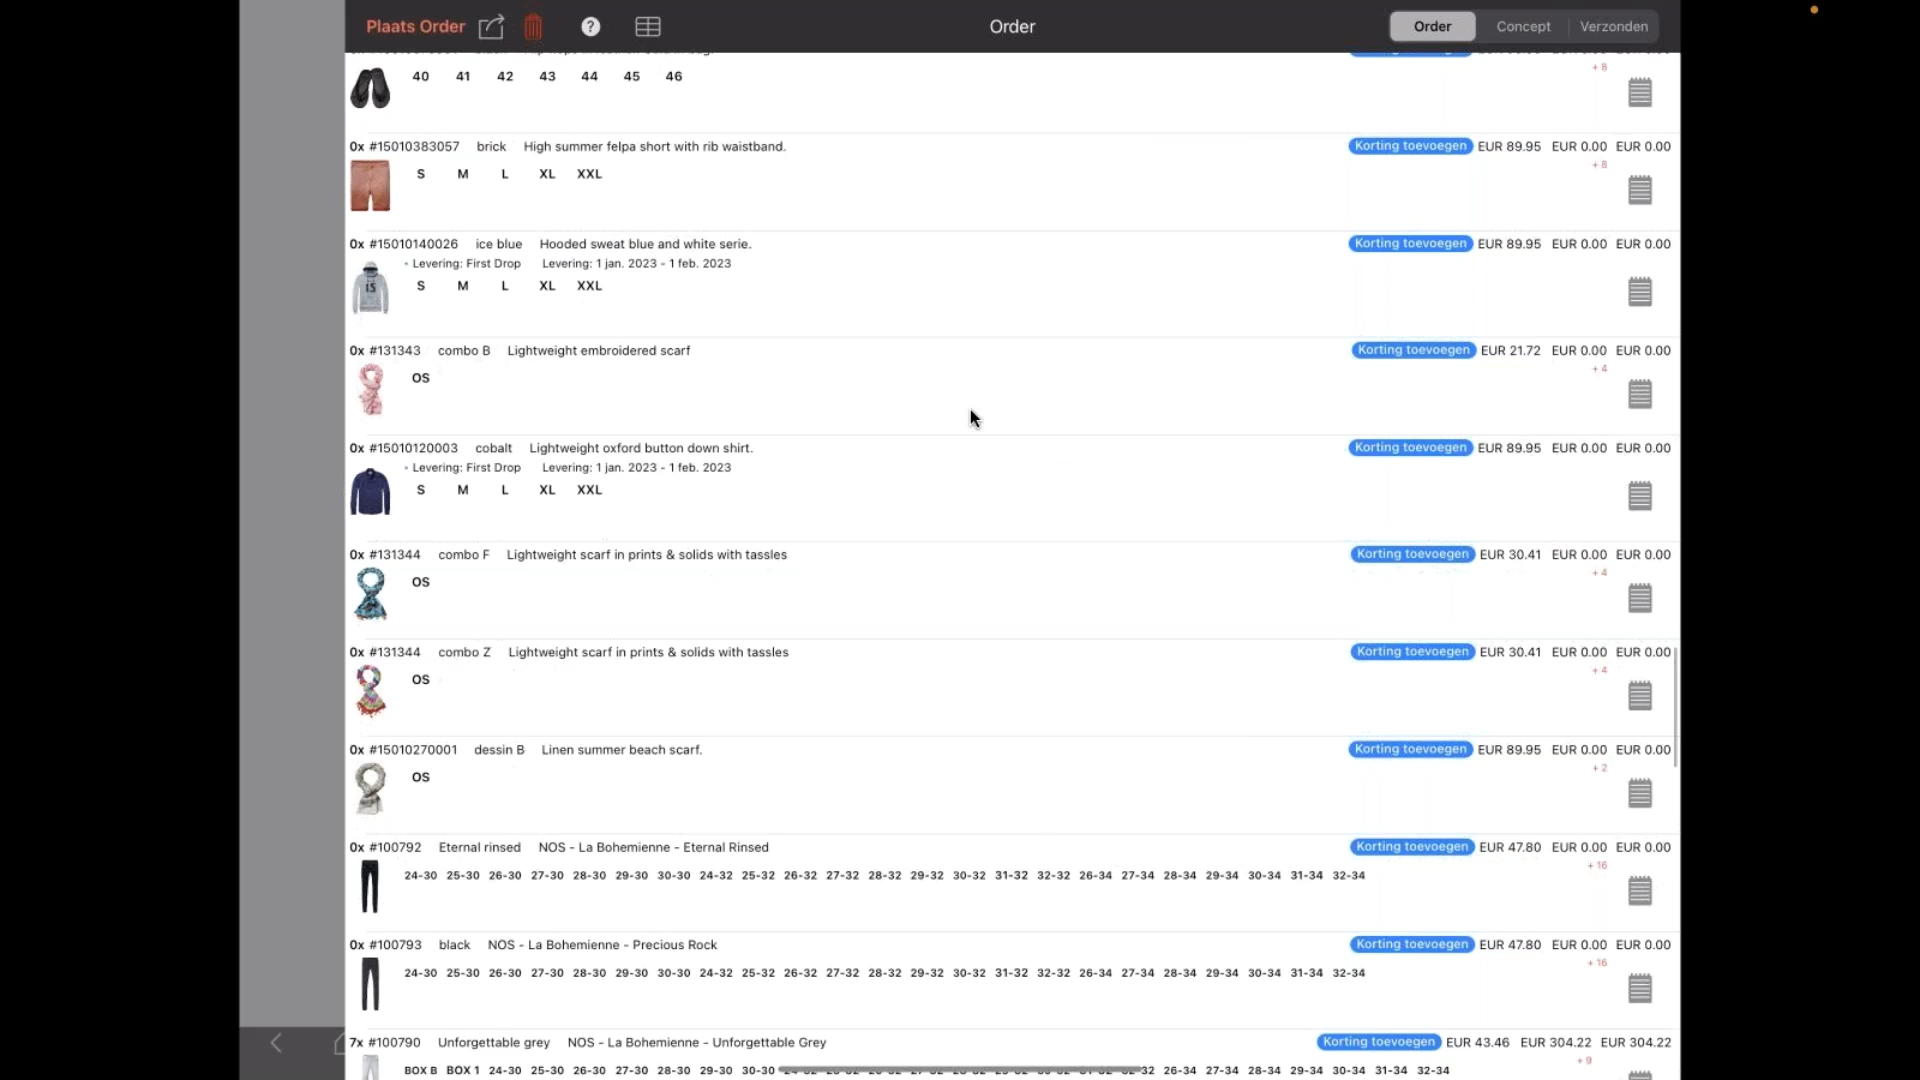 Plaats Order ? Order Order Concept Verzonden
+ 8
40 41 42 43 44 45 46
0x #15010383057 brick High summer felpa short with rib waistband. Korting toevoegen EUR 89.95 EUR 0.00 EUR 0.00
+ 8
S M L XL XXL
0x #15010140026 ice blue Hooded sweat blue and white serie. Korting toevoegen EUR 89.95 EUR 0.00 EUR 0.00
• Levering: First Drop Levering: 1 jan. 2023 - 1 feb. 2023
S M L XL XXL
0x #131343 combo B Lightweight embroidered scarf Korting toevoegen EUR 21.72 EUR 0.00 EUR 0.00
+ 4
OS
0x #15010120003 cobalt Lightweight oxford button down shirt. Korting toevoegen EUR 89.95 EUR 0.00 EUR 0.00
• Levering: First Drop Levering: 1 jan. 2023 - 1 feb. 2023
S M L XL XXL
0x #131344 combo F Lightweight scarf in prints & solids with tassles Korting toevoegen EUR 30.41 EUR 0.00 EUR 0.00
+ 4
OS
0x #131344 combo Z Lightweight scarf in prints & solids with tassles Korting toevoegen EUR 30.41 EUR 0.00 EUR 0.00
+ 4
OS
0x #15010270001 dessin B Linen summer beach scarf. Korting toevoegen EUR 89.95 EUR 0.00 EUR 0.00
+ 2
OS
0x #100792 Eternal rinsed NOS - La Bohemienne - Eternal Rinsed Korting toevoegen EUR 47.80 EUR 0.00 EUR 0.00
+ 16
24-30 25-30 26-30 27-30 28-30 29-30 30-30 24-32 25-32 26-32 27-32 28-32 29-32 30-32 31-32 32-32 26-34 27-34 28-34 29-34 30-34 31-34 32-34
0x #100793 black NOS - La Bohemienne - Precious Rock Korting toevoegen EUR 47.80 EUR 0.00 EUR 0.00
+ 16
24-30 25-30 26-30 27-30 28-30 29-30 30-30 24-32 25-32 26-32 27-32 28-32 29-32 30-32 31-32 32-32 26-34 27-34 28-34 29-34 30-34 31-34 32-34
7x #100790 Unforgettable grey NOS - La Bohemienne - Unforgettable Grey Korting toevoegen EUR 43.46 EUR 304.22 EUR 304.22
+ 9
BOX B BOX 1 24-30 25-30 26-30 27-30 28-30 29-30 30-30 26-34 27-34 28-34 29-34 30-34 31-34 32-34